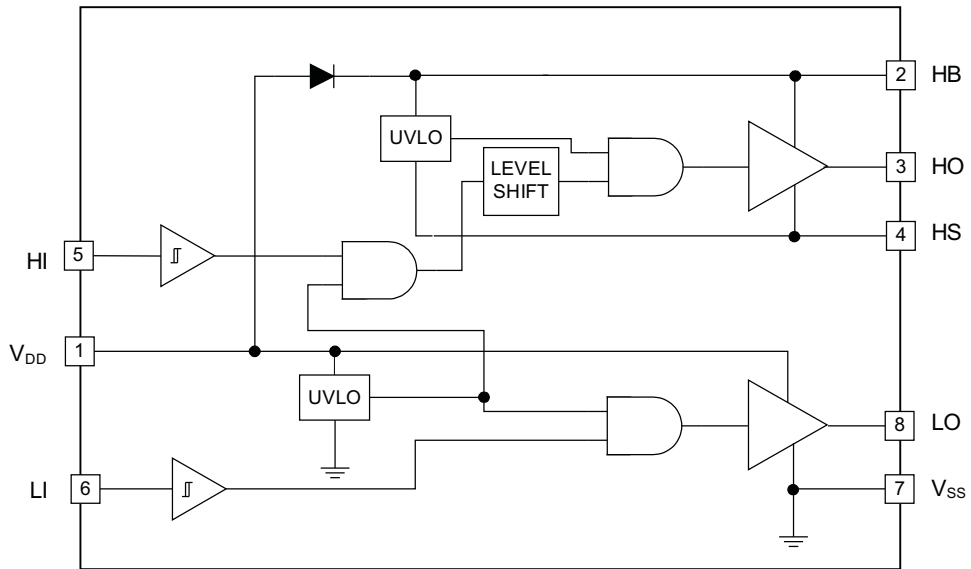 2 HB
UVLO
LEVEL
SHIFT
3 HO
4 HS
HI 5
VDD 1
UVLO
8 LO
LI 6
7 VSS